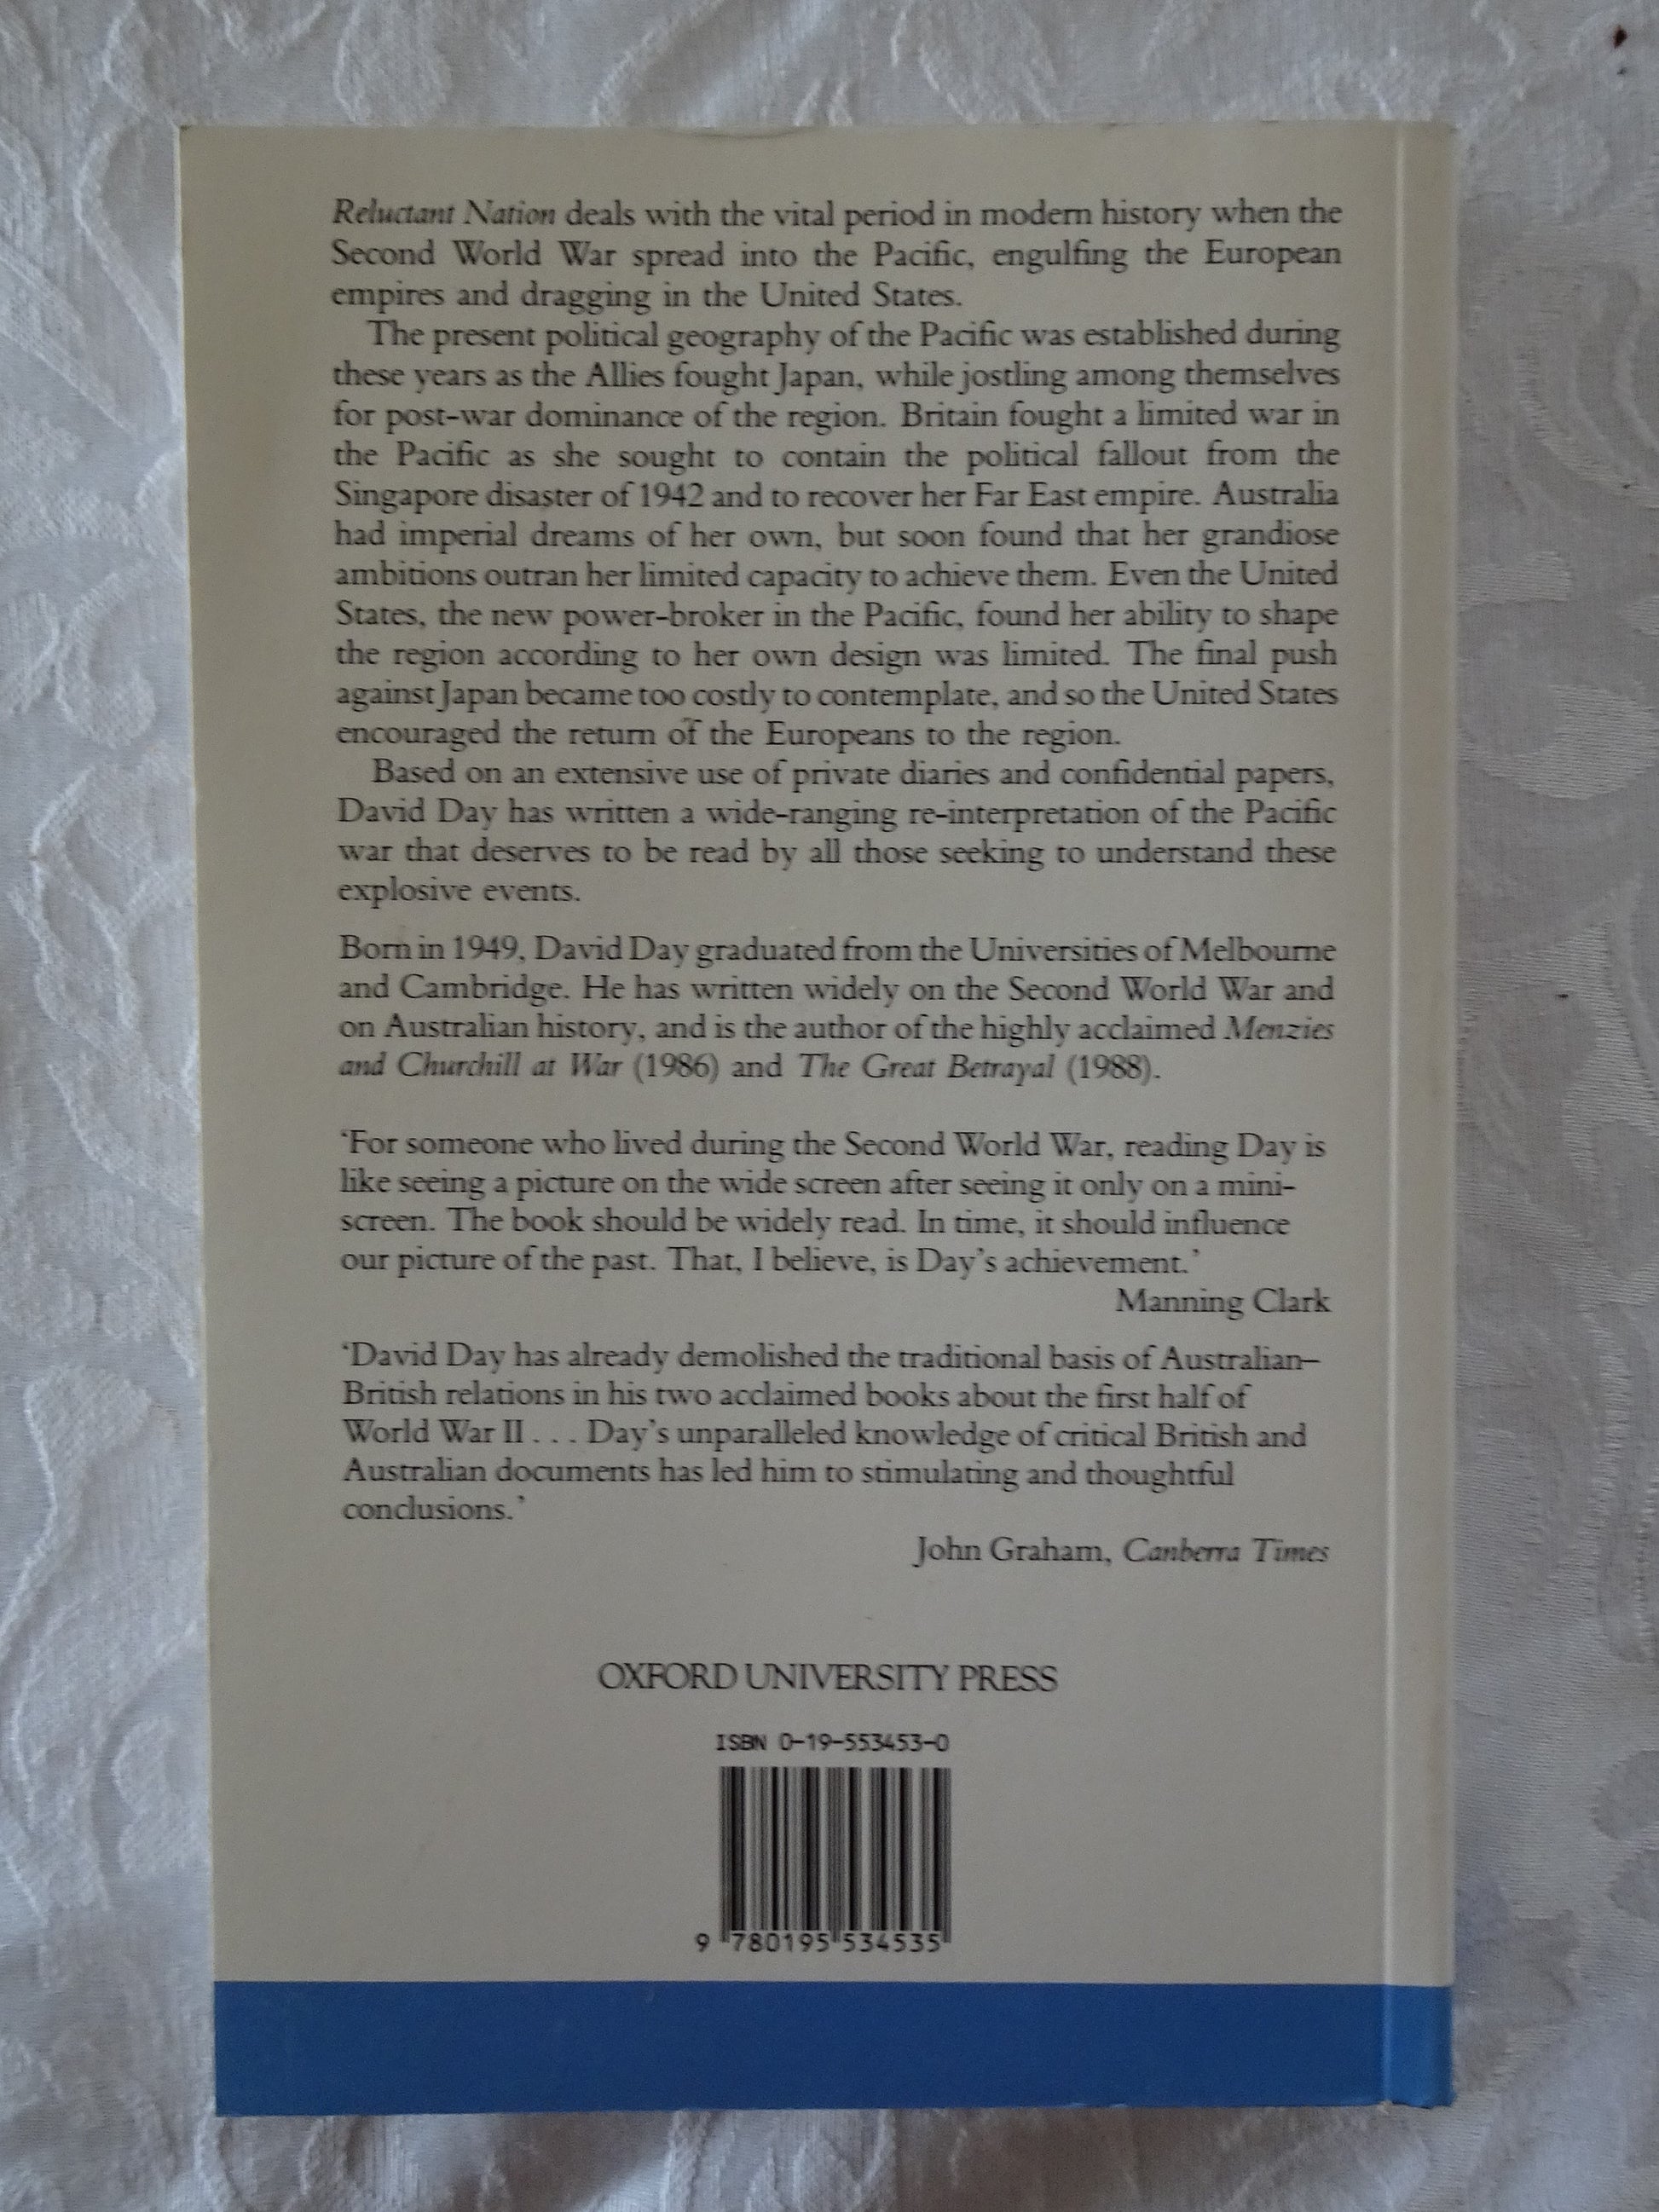 Reluctant Nation deals with the vital period in modern history when the
Second World War spread into the Pacific, engulfing the European
empires and dragging in the United States.
The present political geography of the Pacific was established during
these years as the Allies fought Japan, while jostling among themselves
for post-war dominance of the region. Britain fought a limited war in
the Pacific as she sought to contain the political fallout from the
Singapore disaster of 1942 and to recover her Far East empire. Australia
had imperial dreams of her own, but soon found that her grandiose
ambitions outran her limited capacity to achieve them. Even the United
States, the new power-broker in the Pacific, found her ability to shape
the region according to her own design was limited. The final push
against Japan became too costly to contemplate, and so the United States
encouraged the return of the Europeans to the region.
Based on an extensive use of private diaries and confidential papers,
David Day has written a wide-ranging re-interpretation of the Pacific
war that deserves to be read by all those seeking to understand these
explosive events.
Born in 1949, David Day graduated from the Universities of Melbourne
and Cambridge. He has written widely on the Second World War and
on Australian history, and is the author of the highly acclaimed Menzies
and Churchill at War (1986) and The Great Betrayal (1988).
‘For someone who lived during the Second World War, reading Day is
like seeing a picture on the wide screen after seeing it only on a mini-
screen. The book should be widely read. In time, it should influence
our picture of the past. That, I believe, is Day’s achievement.’
Manning Clark
‘David Day has already demolished the traditional basis of Australian–
British relations in his two acclaimed books about the first half of
World War II . . . Day’s unparalleled knowledge of critical British and
Australian documents has led him to stimulating and thoughtful
conclusions.’
John Graham, Canberra Times
OXFORD UNIVERSITY PRESS
ISBN 0-19-553453-0
9 780195 534535